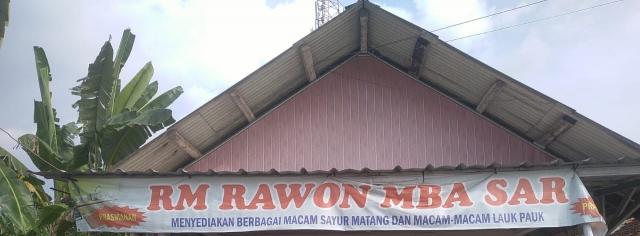 RM RAWON MBA SAR
PRASMANAN
MENYEDIAKAN BERBAGAI MACAM SAYUR MATANG DAN MACAM-MACAM LAUK PAUK